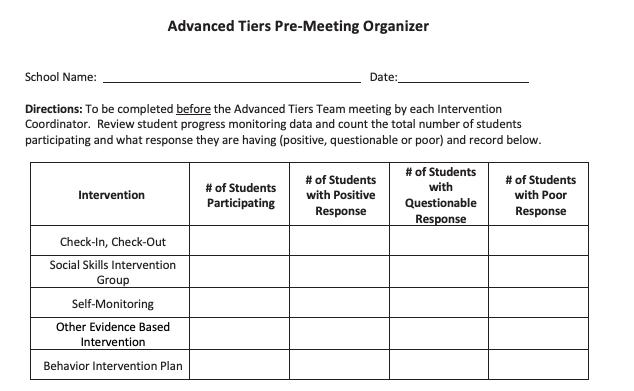 Advanced Tiers Pre-Meeting Organizer
School Name: Date:
Directions: To be completed before the Advanced Tiers Team meeting by each Intervention
Coordinator. Review student progress monitoring data and count the total number of students
participating and what response they are having (positive, questionable or poor) and record below.
Intervention
# of Students
Participating
# of Students
with Positive
Response
# of Students
with
Questionable
Response
# of Students
with Poor
Response
Check-In, Check-Out
Social Skills Intervention
Group
Self-Monitoring
Other Evidence Based
Intervention
Behavior Intervention Plan